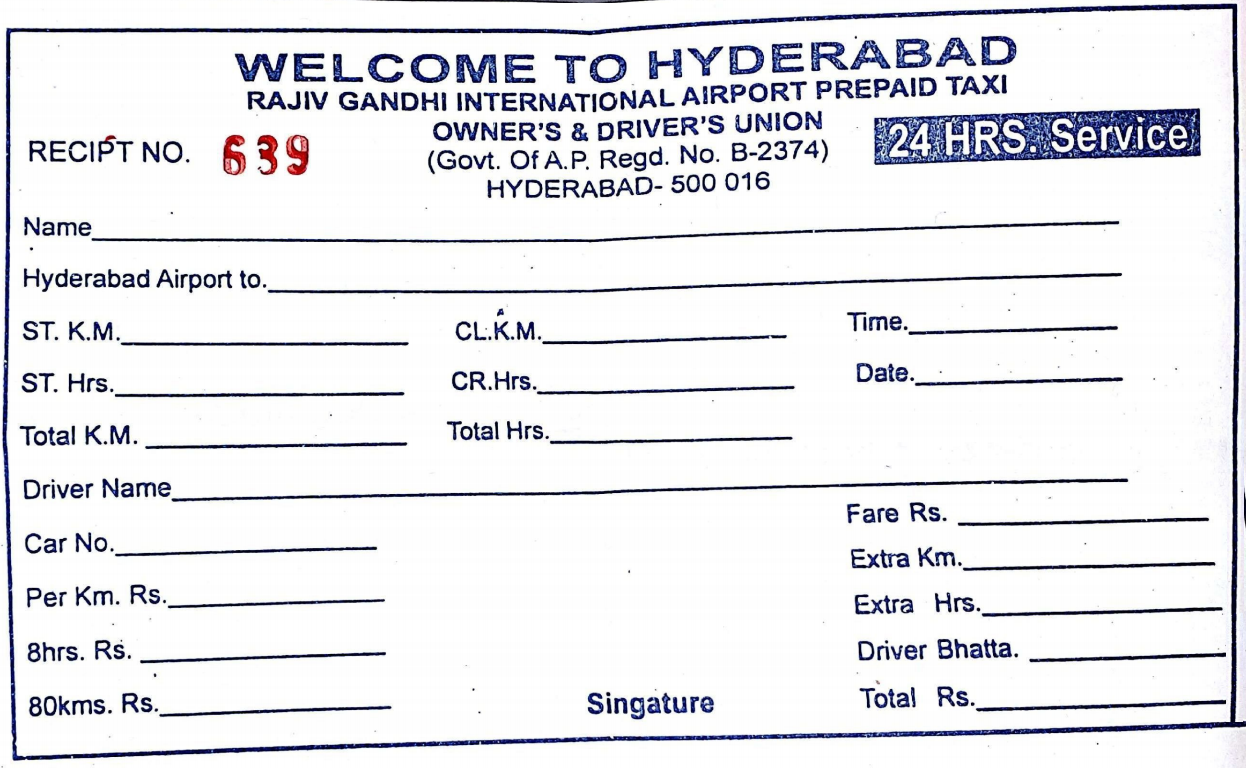 WELCOME TO HYDERABAD
RAJIV GANDHI INTERNATIONAL AIRPORT PREPAID TAXI
OWNER'S & DRIVER'S UNION
24 HRS. Service
RECIPT NO. 639
(Govt. Of A.P. Regd. No. B-2374)
HYDERABAD- 500 016
Name
Hyderabad Airport to.
ST. K.M. CL.K.M. Time.
ST. Hrs. CR.Hrs. Date.
Total K.M. Total Hrs.
Driver Name
Fare Rs.
Car No.
Extra Km.
Per Km. Rs.
Extra Hrs.
8hrs. Rs.
Driver Bhatta.
80kms. Rs. Singature Total Rs.